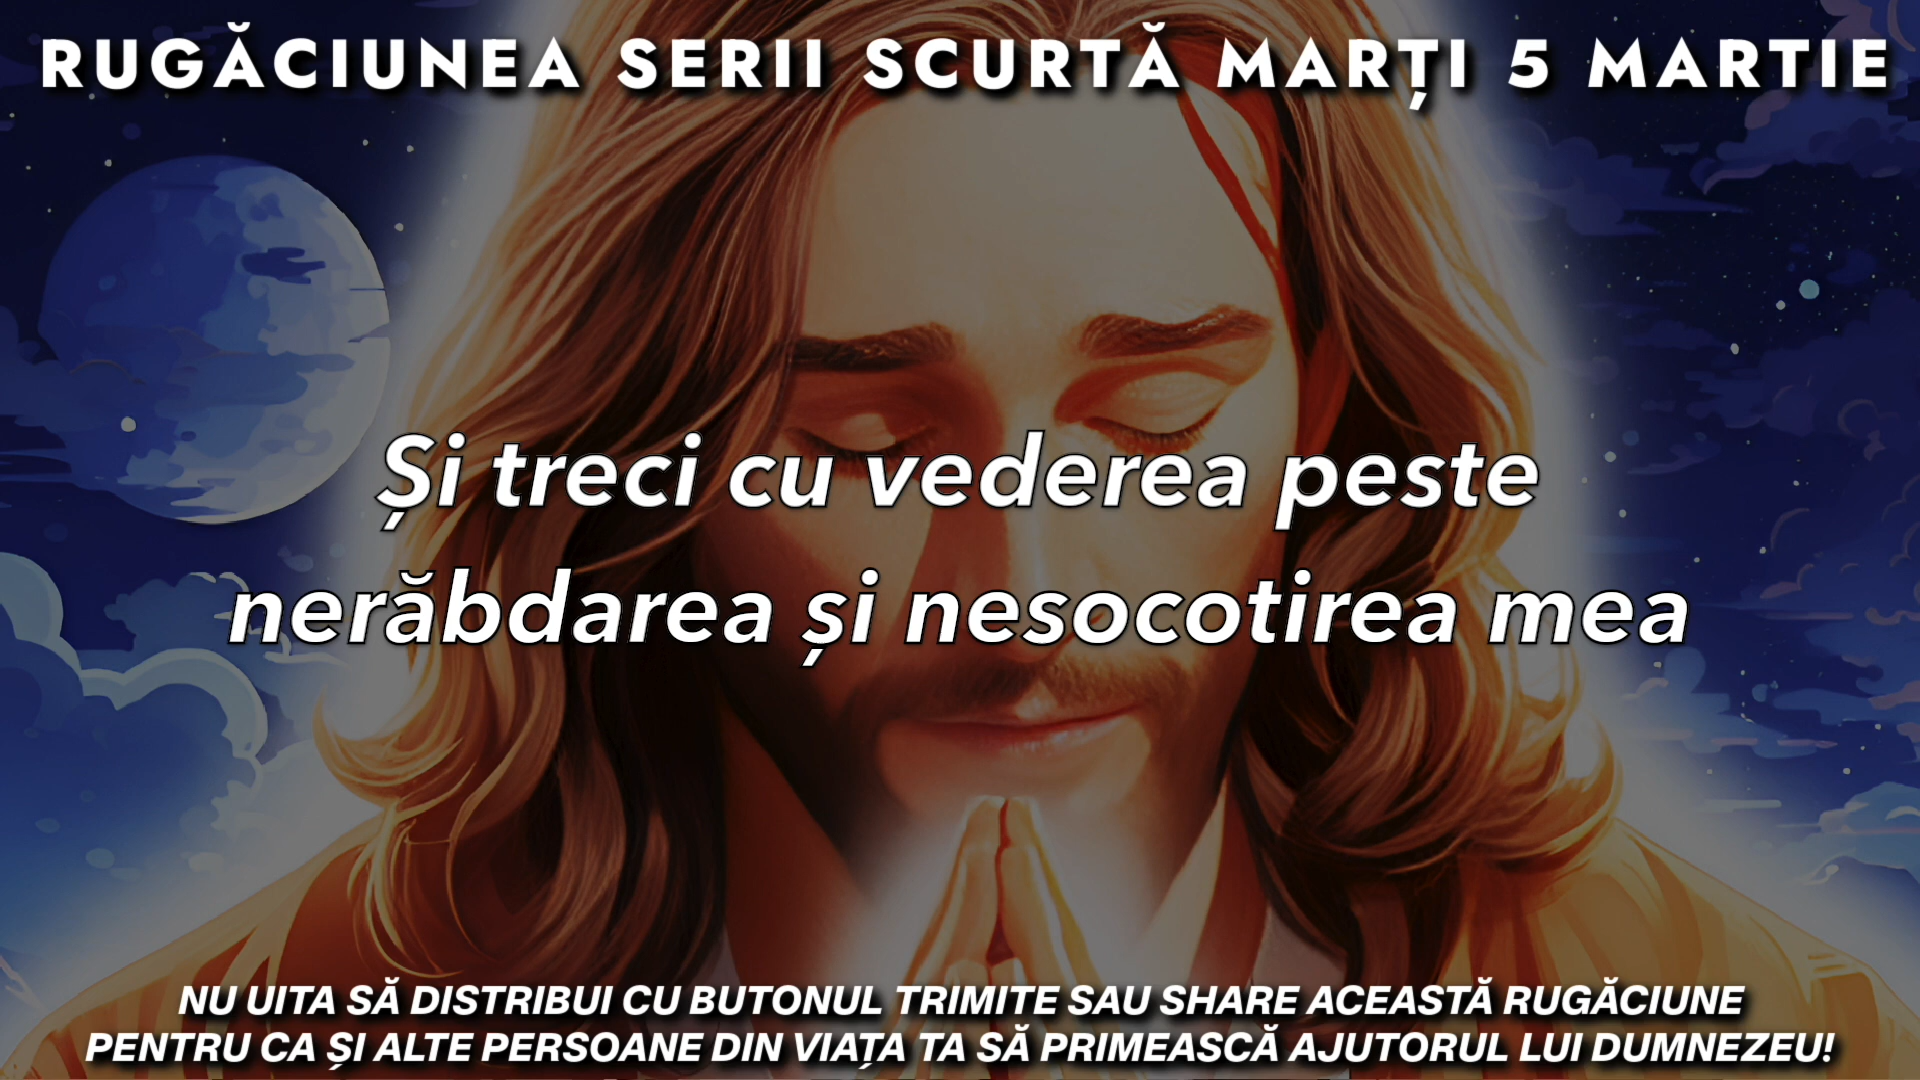 RUGĂCIUNEA SERII SCURTĂ MARȚI 5 MARTIE
Și treci cu vederea peste
nerăbdarea și nesocotirea mea
NU UITA SĂ DISTRIBUI CU BUTONUL TRIMITE SAU SHARE ACEASTĂ RUGĂCIUNE
PENTRU CA ȘI ALTE PERSOANE DIN VIAȚA TA SĂ PRIMEASCĂ AJUTORUL LUI DUMNEZEU!